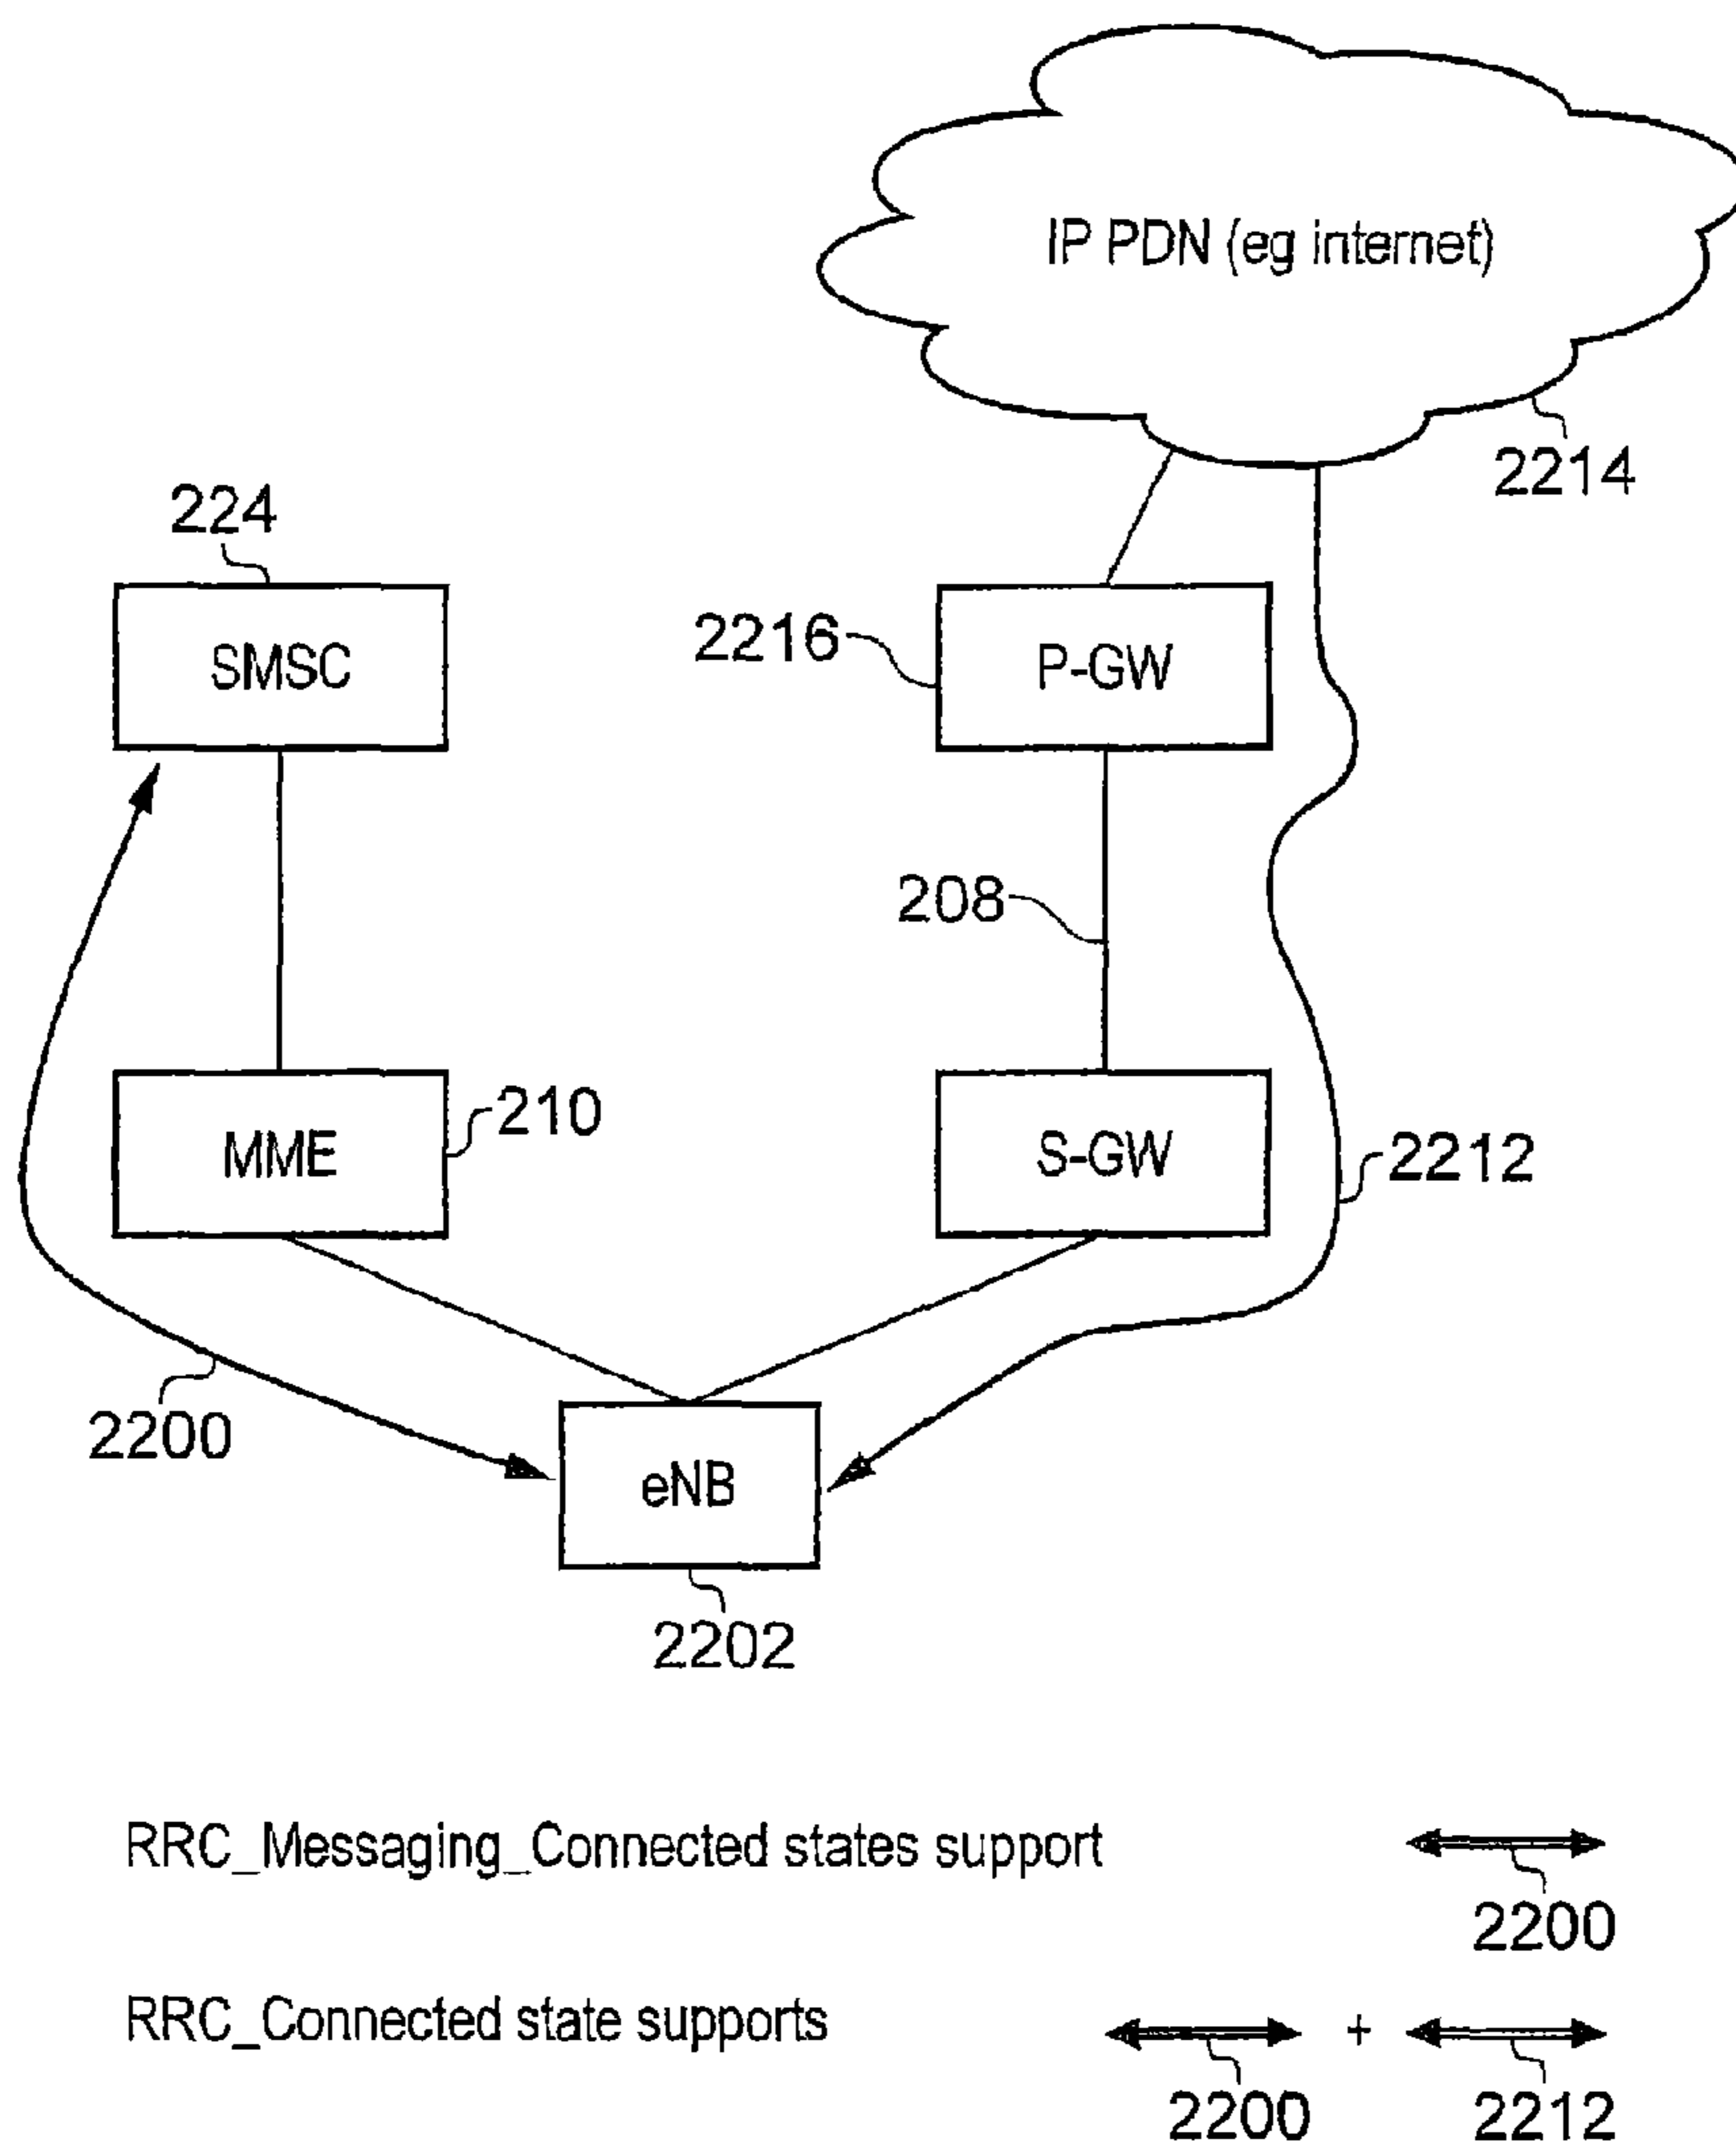 IP PDN (eg internet)
2214
224
SMSC
2216
P-GW
208
MME
210
S-GW
2212
2200
eNB
2202
RRC_Messaging_Connected states support
2200
RRC_Connected state supports
+
2200
2212